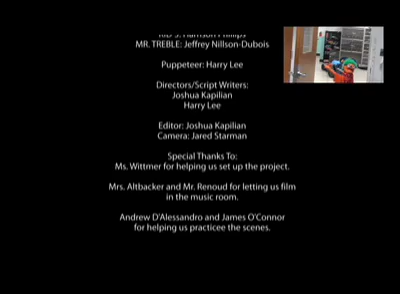 MR. TREBLE: Jeffrey Nillson-Dubois
Puppeteer: Harry Lee
Directors/Script Writers:
Joshua Kapilian
Harry Lee
Editor: Joshua Kapilian
Camera: Jared Starman
Special Thanks To:
Ms. Wittmer for helping us set up the project.
Mrs. Altbacker and Mr. Renoud for letting us film
in the music room.
Andrew D'Alessandro and James O'Connor
for helping us practicee the scenes.